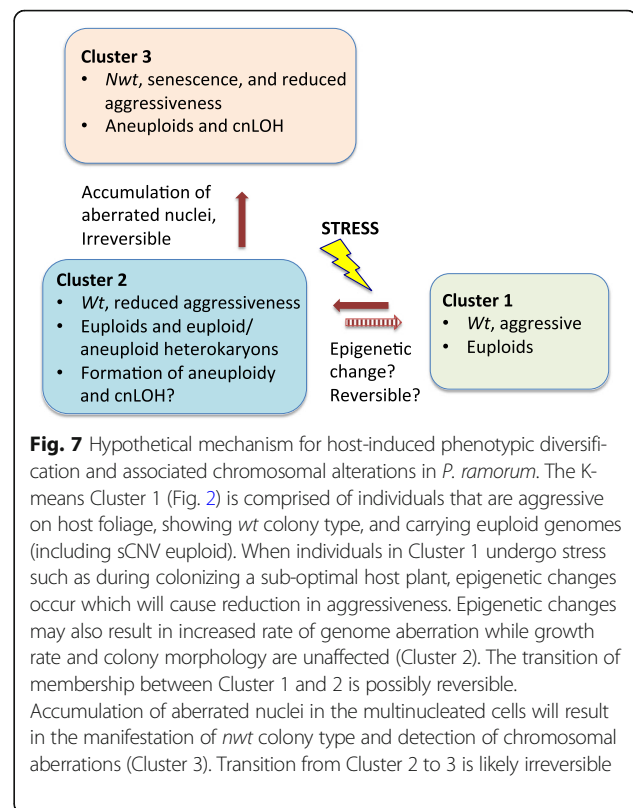 Cluster 3
• Nwt, senescence, and reduced
aggressiveness
• Aneuploids and cnLOH
Accumulation of
aberrated nuclei,
Irreversible
STRESS
Cluster 2
• Wt, reduced aggressiveness
• Euploids and euploid/
aneuploid heterokaryons
• Formation of aneuploidy
and cnLOH?
Epigenetic
change?
Reversible?
Cluster 1
• Wt, aggressive
• Euploids
Fig. 7 Hypothetical mechanism for host-induced phenotypic diversifi-
cation and associated chromosomal alterations in P. ramorum. The K-
means Cluster 1 (Fig. 2) is comprised of individuals that are aggressive
on host foliage, showing wt colony type, and carrying euploid genomes
(including sCNV euploid). When individuals in Cluster 1 undergo stress
such as during colonizing a sub-optimal host plant, epigenetic changes
occur which will cause reduction in aggressiveness. Epigenetic changes
may also result in increased rate of genome aberration while growth
rate and colony morphology are unaffected (Cluster 2). The transition of
membership between Cluster 1 and 2 is possibly reversible.
Accumulation of aberrated nuclei in the multinucleated cells will result
in the manifestation of nwt colony type and detection of chromosomal
aberrations (Cluster 3). Transition from Cluster 2 to 3 is likely irreversible